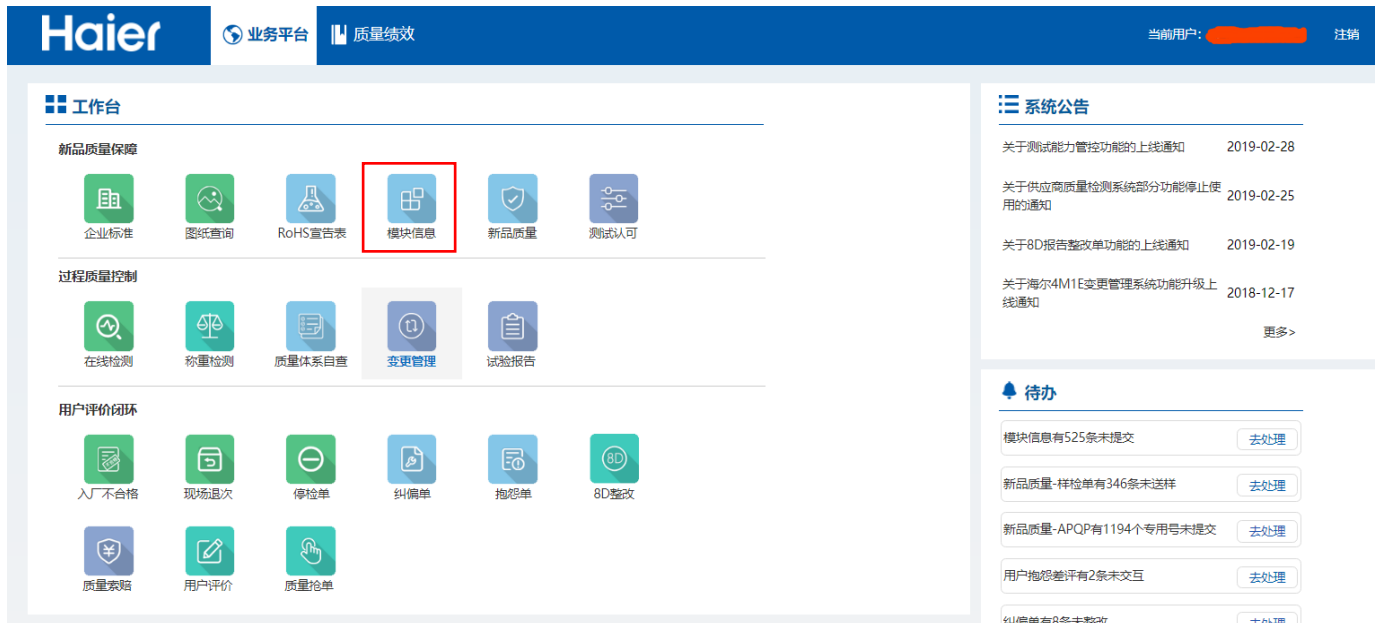 Haier
业务平台
质量绩效
当前用户:
注销
工作台
新品质量保障
企业标准
图纸查询
RoHS宣告表
模块信息
新品质量
测试认可
过程质量控制
在线检测
称重检测
质量体系自查
变更管理
试验报告
用户评价闭环
入厂不合格
现场退次
停检单
纠偏单
抱怨单
8D
8D整改
质量索赔
用户评价
质量抢单
系统公告
关于测试能力管控功能的上线通知 2019-02-28
关于供应商质量检测系统部分功能停止使
用的通知
2019-02-25
关于8D报告整改单功能的上线通知 2019-02-19
关于海尔4M1E变更管理系统功能升级上
线通知
2018-12-17
更多>
待办
模块信息有525条未提交 去处理
新品质量-样检单有346条未送样 去处理
新品质量-APQP有1194个专用号未提交 去处理
用户抱怨差评有2条未交互 去处理
纠偏单有8条未整改 去处理